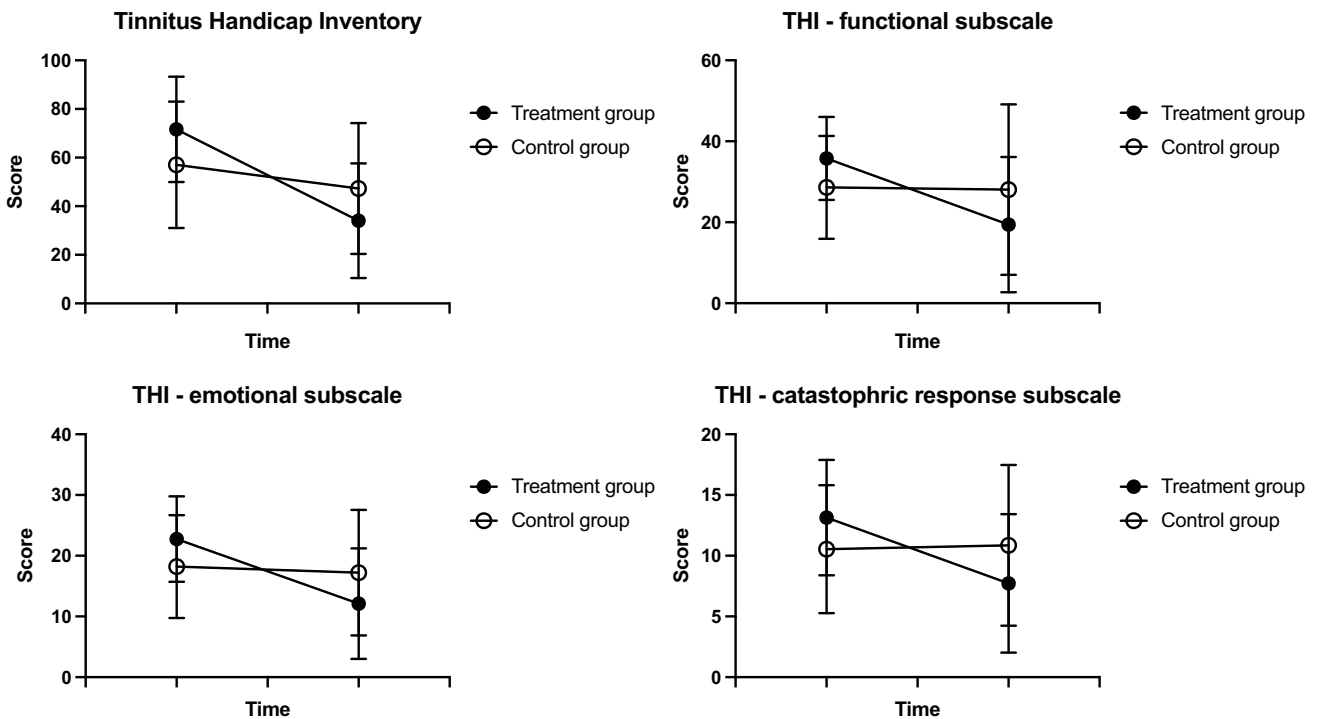 Tinnitus Handicap Inventory
100
80
60
40
20
0
Score
Time
Treatment group
Control group
THI - functional subscale
60
40
20
0
Score
Time
Treatment group
Control group
THI - emotional subscale
40
30
20
10
0
Score
Time
Treatment group
Control group
THI - catastophric response subscale
20
15
10
5
0
Score
Time
Treatment group
Control group